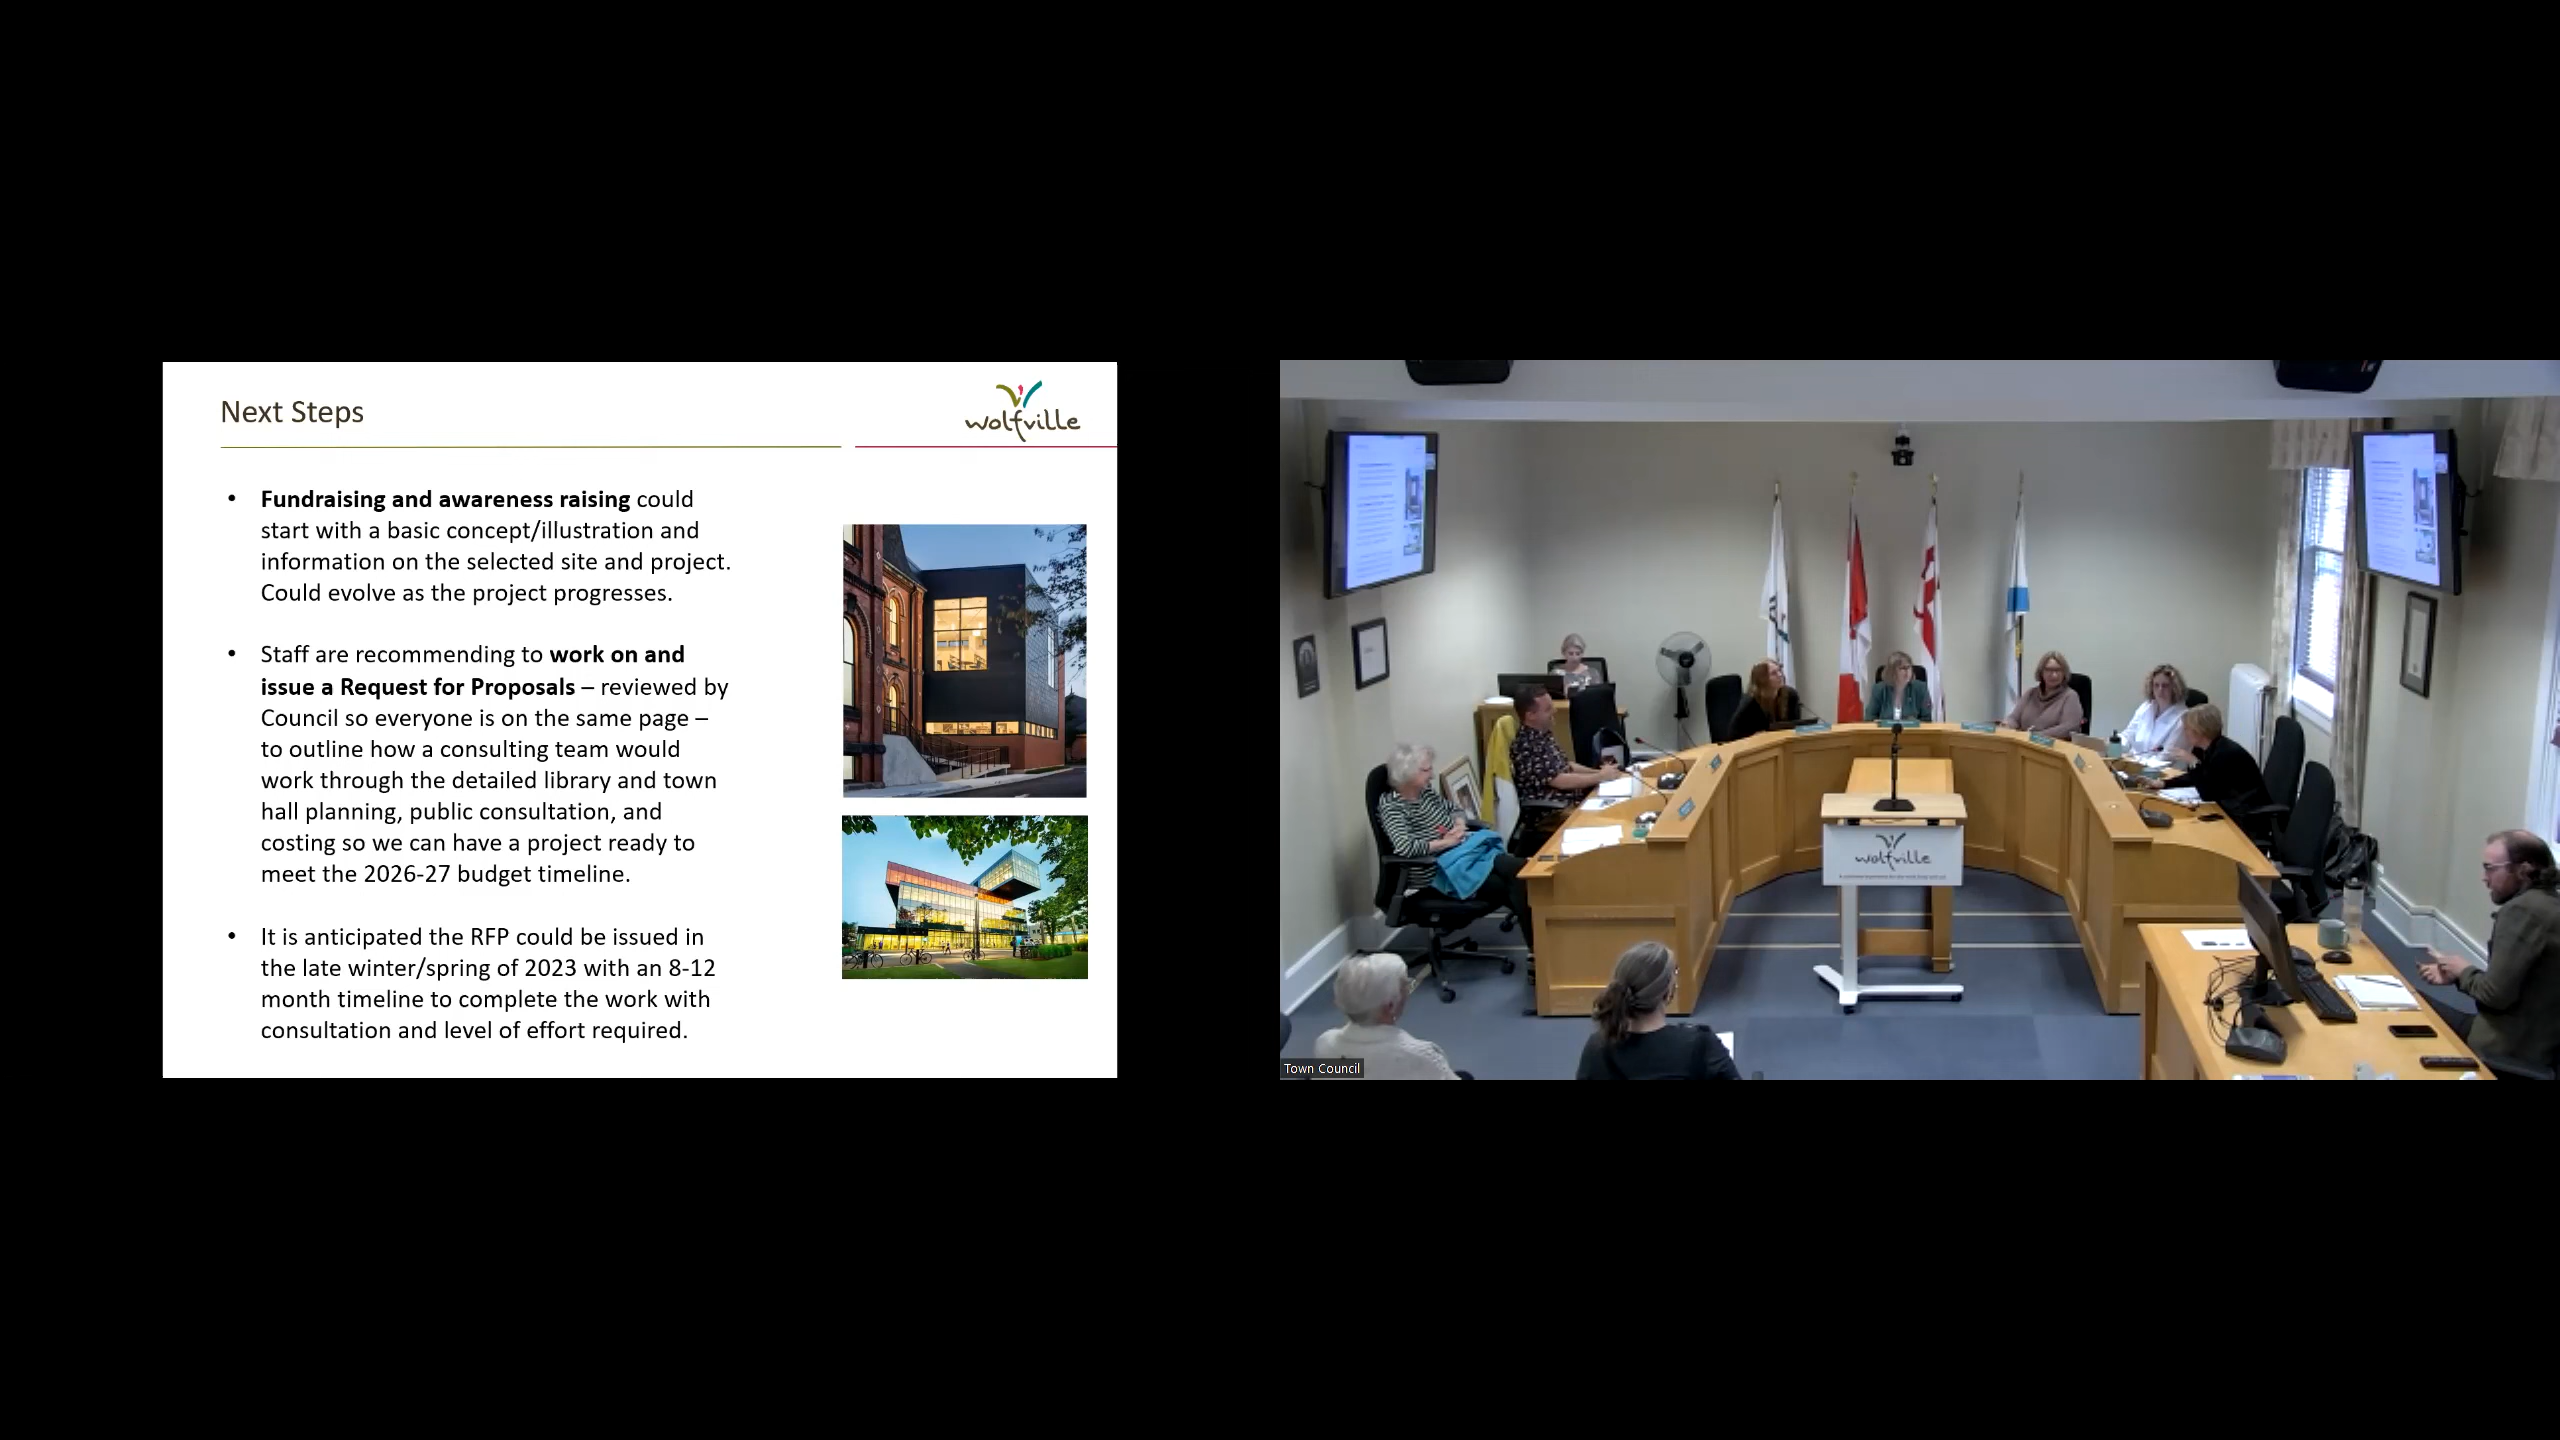 Next Steps
wolfville
• Fundraising and awareness raising could
start with a basic concept/illustration and
information on the selected site and project.
Could evolve as the project progresses.
• Staff are recommending to work on and
issue a Request for Proposals – reviewed by
Council so everyone is on the same page –
to outline how a consulting team would
work through the detailed library and town
hall planning, public consultation, and
costing so we can have a project ready to
meet the 2026-27 budget timeline.
• It is anticipated the RFP could be issued in
the late winter/spring of 2023 with an 8-12
month timeline to complete the work with
consultation and level of effort required.
wolfville
Town Council